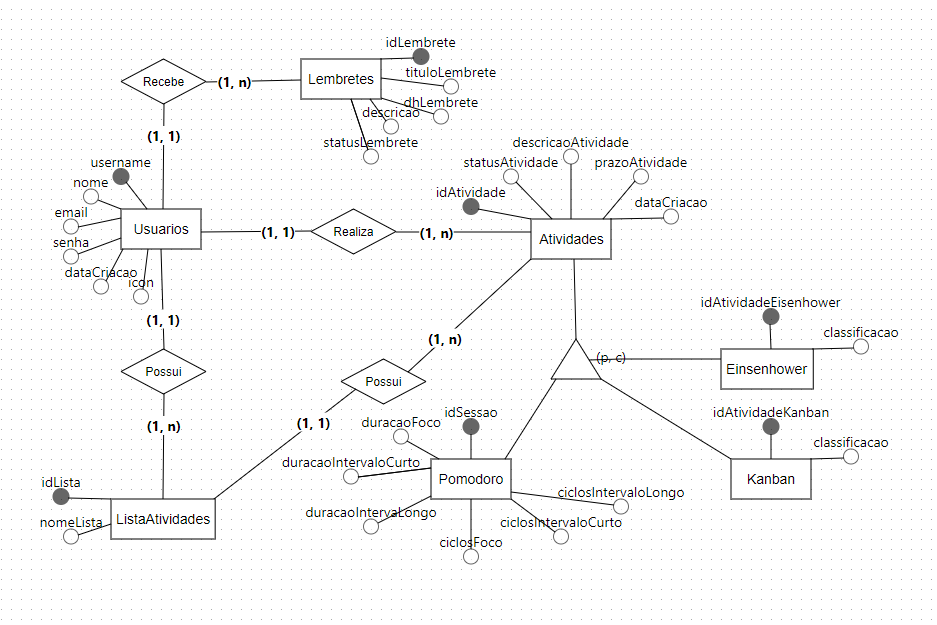 idLembrete
tituloLembrete
dhLembrete
descricao
statusLembrete
Lembretes
Recebe
(1, n)
(1, 1)
username
nome
email
senha
dataCriacao
icon
Usuarios
(1, 1)
Realiza
(1, n)
descricaoAtividade
statusAtividade
prazoAtividade
idAtividade
dataCriacao
Atividades
(1, 1)
Possui
(1, n)
(1, n)
Possui
(1, 1)
(p, c)
idAtividadeEisenhower
classificacao
Einsenhower
idAtividadeKanban
classificacao
Kanban
idSessao
duracaoFoco
duracaoIntervaloCurto
duracaoIntervaLongo
ciclosFoco
ciclosIntervaloCurto
ciclosIntervaloLongo
Pomodoro
idLista
nomeLista
ListaAtividades